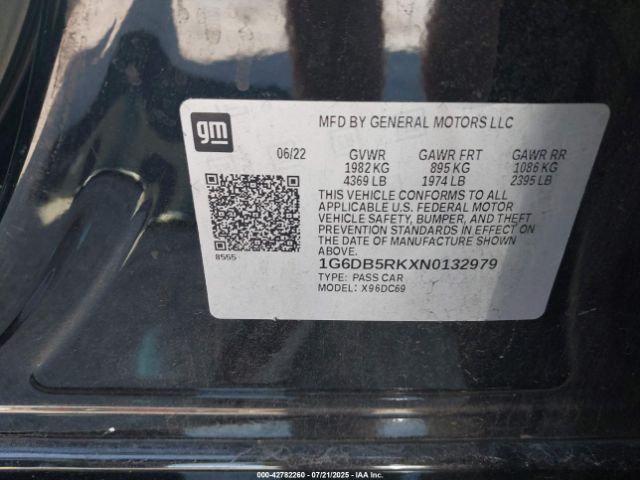 gm
MFD BY GENERAL MOTORS LLC
06/22 GVWR GAWR FRT GAWR RR
1982 KG 895 KG 1086 KG
4369 LB 1974 LB 2395 LB
THIS VEHICLE CONFORMS TO ALL
APPLICABLE U.S. FEDERAL MOTOR
VEHICLE SAFETY, BUMPER, AND THEFT
PREVENTION STANDARDS IN EFFECT ON
THE DATE OF MANUFACTURE SHOWN
ABOVE.
8555
1G6DB5RKXN0132979
TYPE: PASS CAR
MODEL: X96DC69
000-42782260 - 07/21/2025 - IAAI.COM